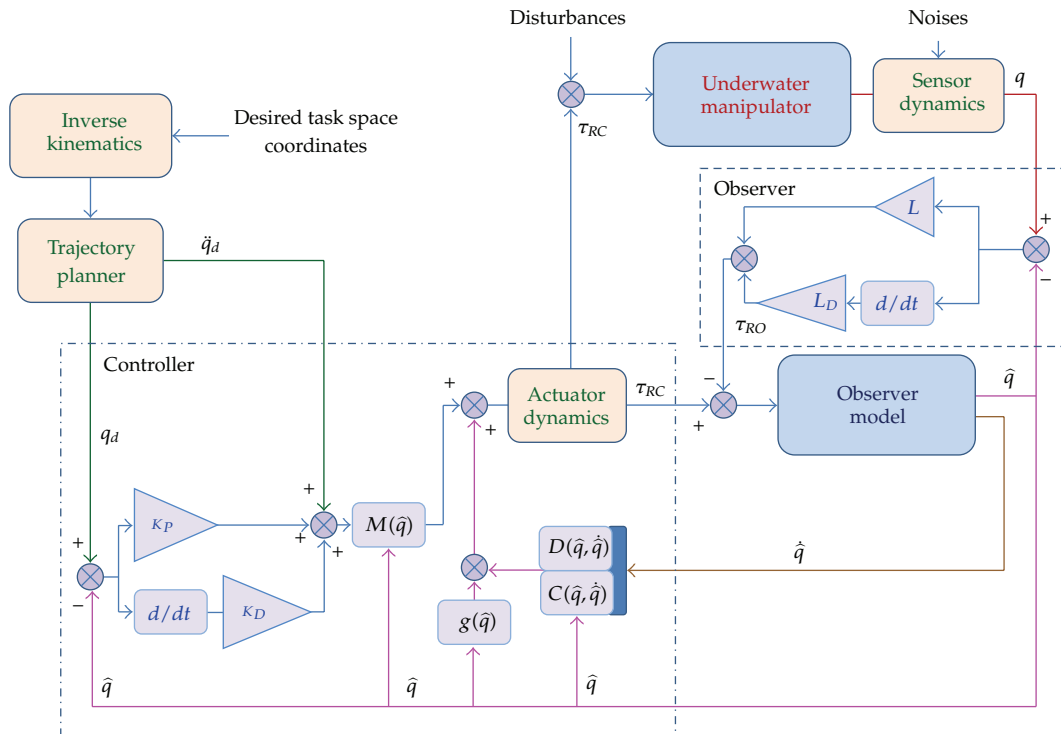 Disturbances
Noises
Underwater
manipulator
Sensor
dynamics
q
Inverse
kinematics
Desired task space
coordinates
τ_RC
Observer
L
+
−
Trajectory
planner
q̈_d
L_D
d/dt
τ_RO
Controller
+
+
Actuator
dynamics
τ_RC
−
+
Observer
model
q̂
q_d
K_P
+
+
+
M(q̂)
D(q̂, q̂̇)
C(q̂, q̂̇)
q̂̇
+
−
d/dt
K_D
g(q̂)
q̂
q̂
q̂